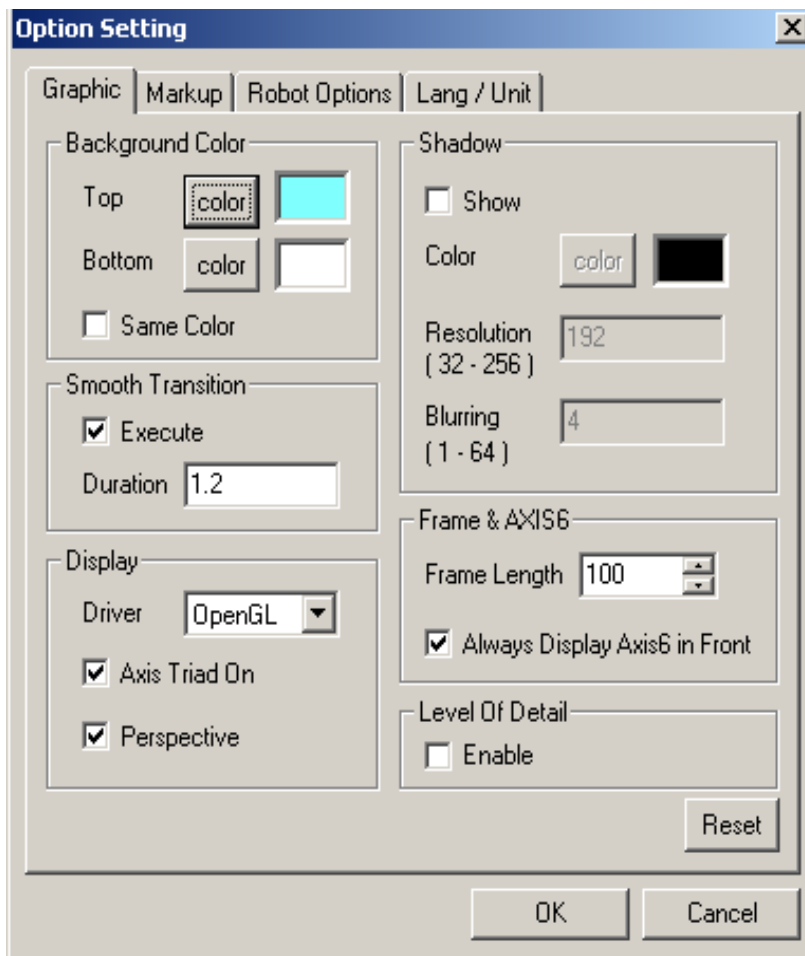 Option Setting
Graphic Markup Robot Options Lang / Unit
Background Color
Top color
Bottom color
Same Color
Smooth Transition
Execute
Duration 1.2
Display
Driver OpenGL
Axis Triad On
Perspective
Shadow
Show
Color color
Resolution 192
( 32 - 256 )
Blurring 4
( 1 - 64 )
Frame & AXIS6
Frame Length 100
Always Display Axis6 in Front
Level Of Detail
Enable
Reset
OK Cancel